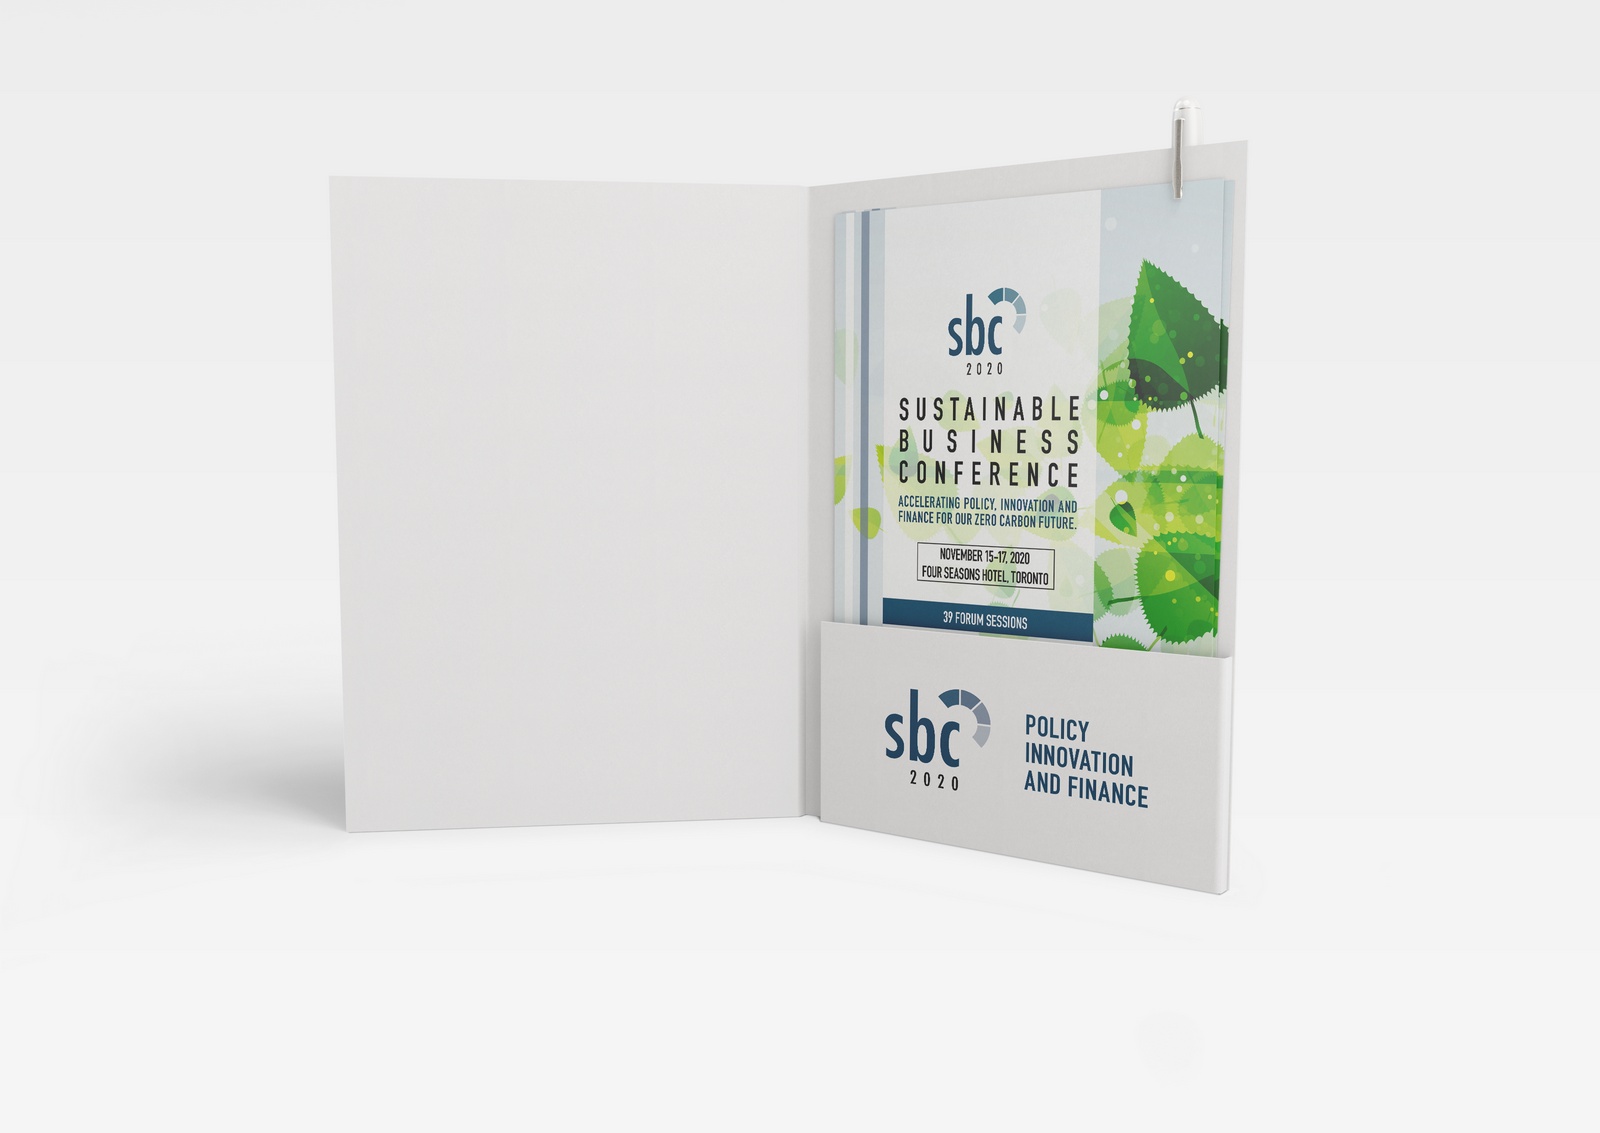 sbc
2020
SUSTAINABLE
BUSINESS
CONFERENCE
ACCELERATING POLICY, INNOVATION AND
FINANCE FOR OUR ZERO CARBON FUTURE.
NOVEMBER 15-17, 2020
FOUR SEASONS HOTEL, TORONTO
39 FORUM SESSIONS
sbc
2020
POLICY
INNOVATION
AND FINANCE